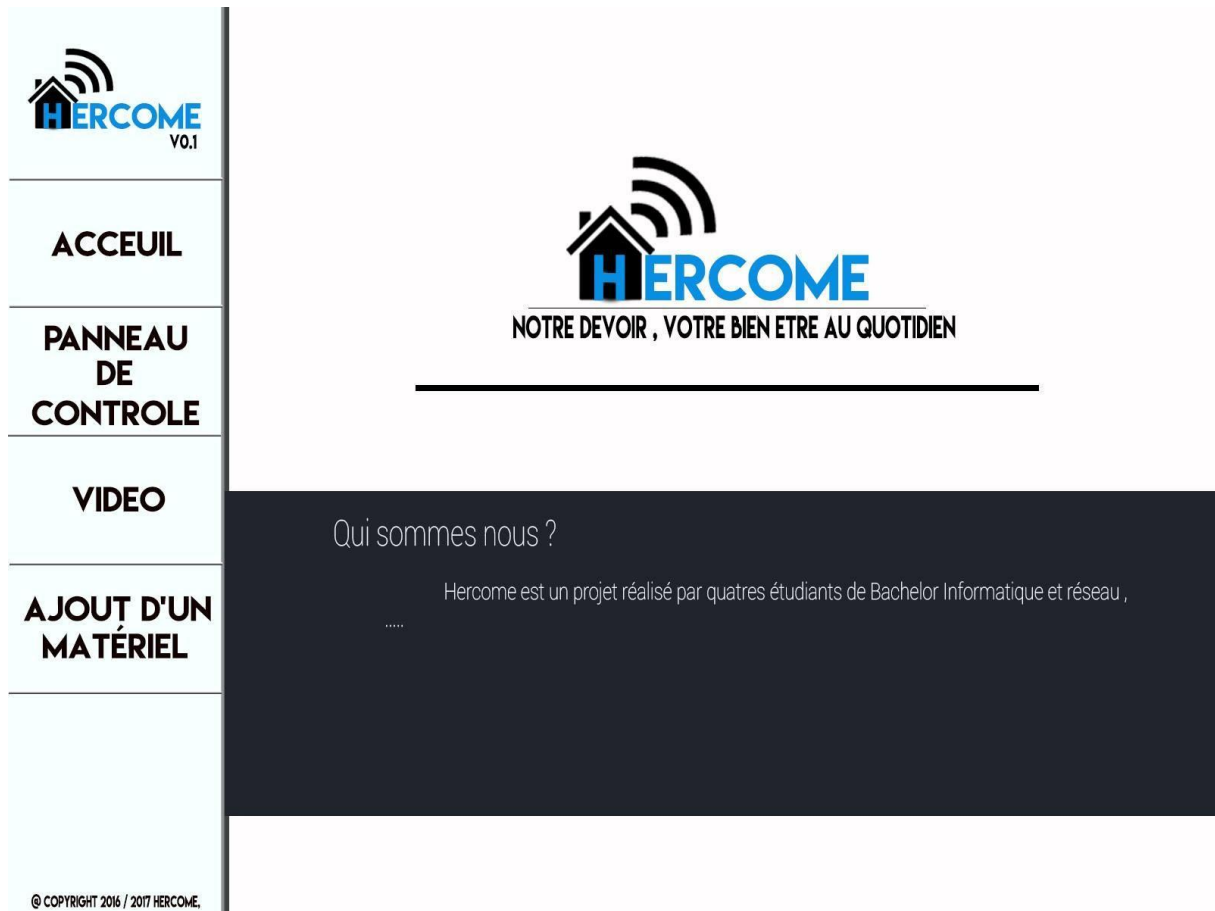 HERCOME
V0.1
ACCEUIL
PANNEAU
DE
CONTROLE
VIDEO
AJOUT D'UN
MATÉRIEL
@ COPYRIGHT 2016 / 2017 HERCOME,
HERCOME
NOTRE DEVOIR , VOTRE BIEN ETRE AU QUOTIDIEN
Qui sommes nous ?
Hercome est un projet réalisé par quatres étudiants de Bachelor Informatique et réseau ,
.....